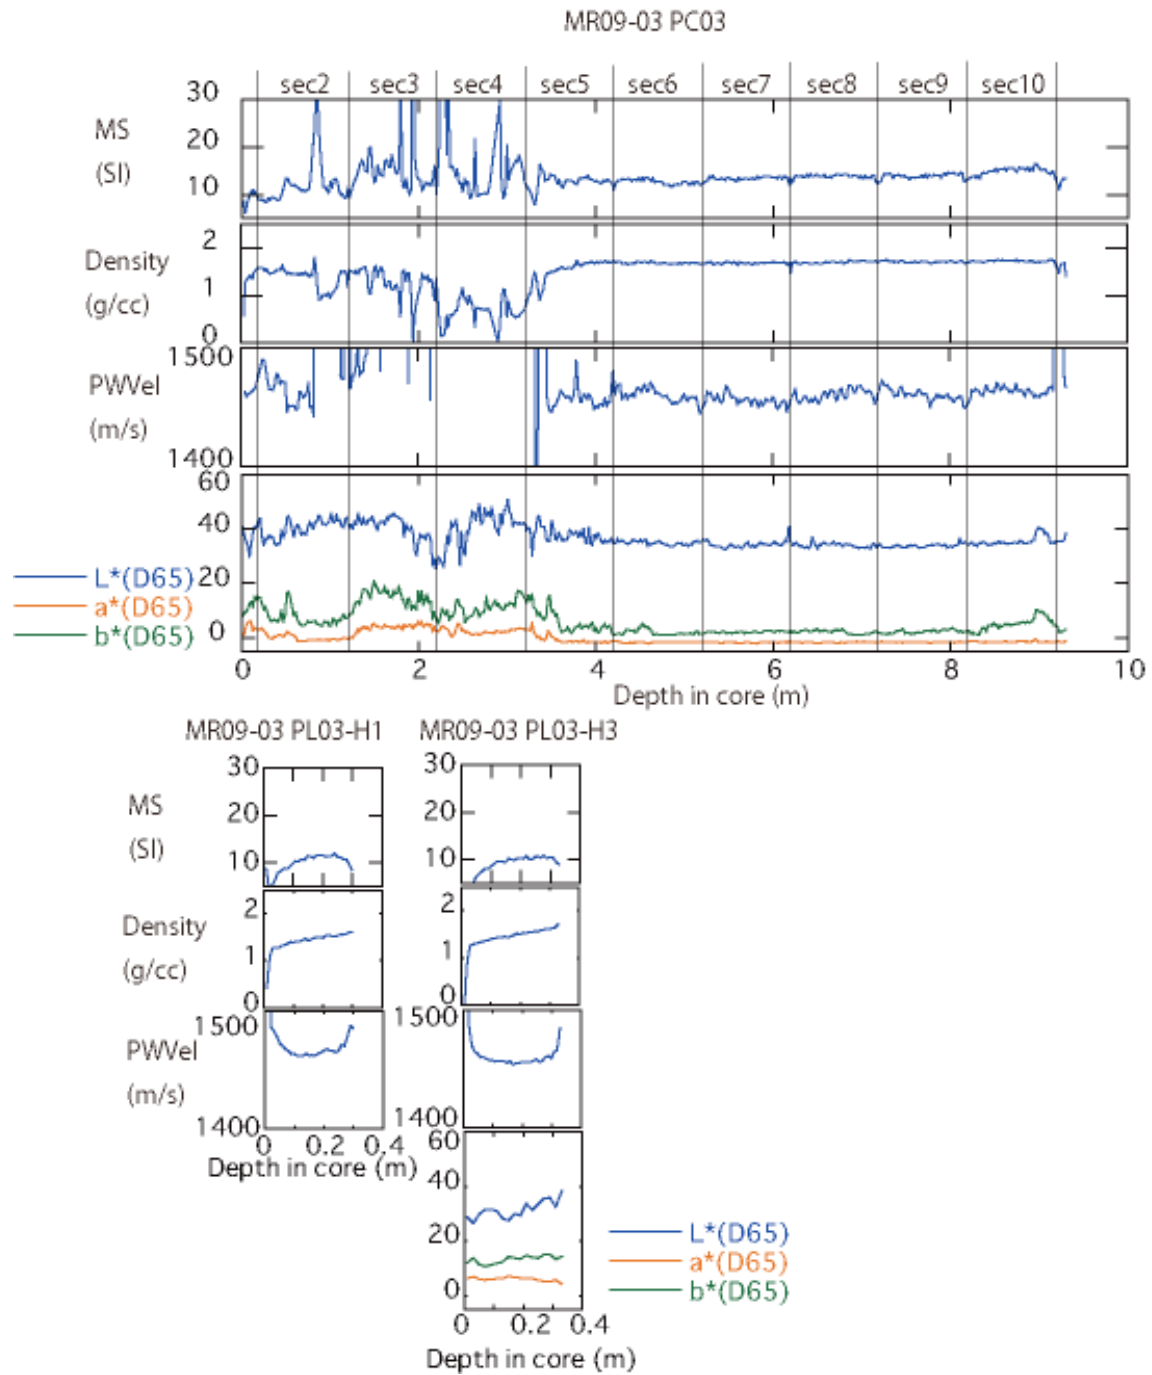 MR09-03 PC03
sec2 sec3 sec4 sec5 sec6 sec7 sec8 sec9 sec10
MS
(SI)
30
20
10
Density
(g/cc)
2
1
0
PWVel
(m/s)
1500
1400
60
40
20
0
L*(D65)
a*(D65)
b*(D65)
0 2 4 6 8 10
Depth in core (m)
MR09-03 PL03-H1 MR09-03 PL03-H3
MS
(SI)
30 30
20 20
10 10
Density
(g/cc)
2 2
1 1
0 0
PWVel
(m/s)
1500 1500
1400 1400
0 0.2 0.4
Depth in core (m)
60
40
20
0
L*(D65)
a*(D65)
b*(D65)
0 0.2 0.4
Depth in core (m)